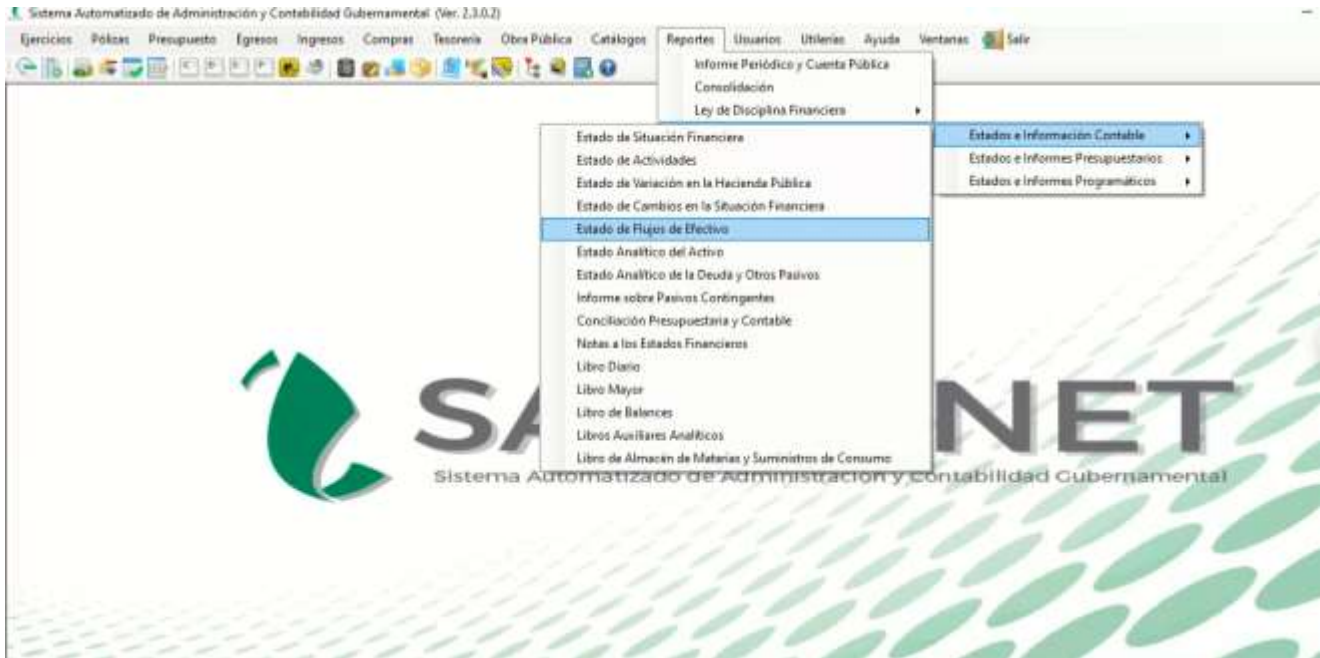 Sistema Automatizado de Administración y Contabilidad Gubernamental (Ver. 2.3.0.2)
Ejercicios Pólizas Presupuesto Egresos Ingresos Compras Tesorería Obra Pública Catálogos Reportes Usuarios Utilerías Ayuda Ventanas Salir
Informe Periódico y Cuenta Pública
Consolidación
Ley de Disciplina Financiera
Estados e Información Contable
Estados e Informes Presupuestarios
Estados e Informes Programáticos
Estado de Situación Financiera
Estado de Actividades
Estado de Variación en la Hacienda Pública
Estado de Cambios en la Situación Financiera
Estado de Flujos de Efectivo
Estado Analítico del Activo
Estado Analítico de la Deuda y Otros Pasivos
Informe sobre Pasivos Contingentes
Conciliación Presupuestaria y Contable
Notas a los Estados Financieros
Libro Diario
Libro Mayor
Libro de Balances
Libros Auxiliares Analíticos
Libro de Almacén de Materias y Suministros de Consumo
NET
Sistema Automatizado de Administración y Contabilidad Gubernamental